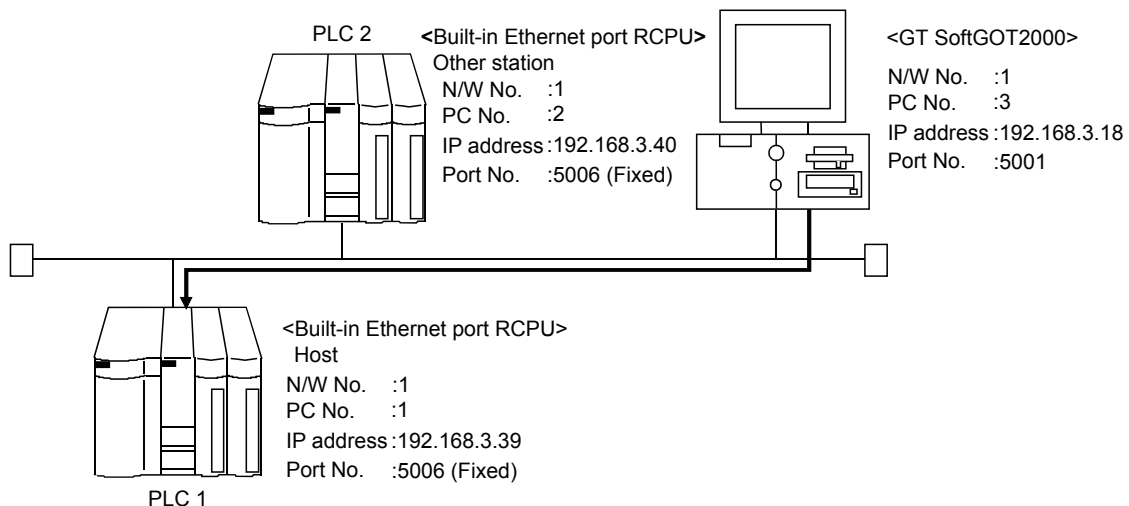 PLC 2
<Built-in Ethernet port RCPU>
Other station
N/W No. :1
PC No. :2
IP address :192.168.3.40
Port No. :5006 (Fixed)
<GT SoftGOT2000>
N/W No. :1
PC No. :3
IP address :192.168.3.18
Port No. :5001
<Built-in Ethernet port RCPU>
Host
N/W No. :1
PC No. :1
IP address :192.168.3.39
Port No. :5006 (Fixed)
PLC 1